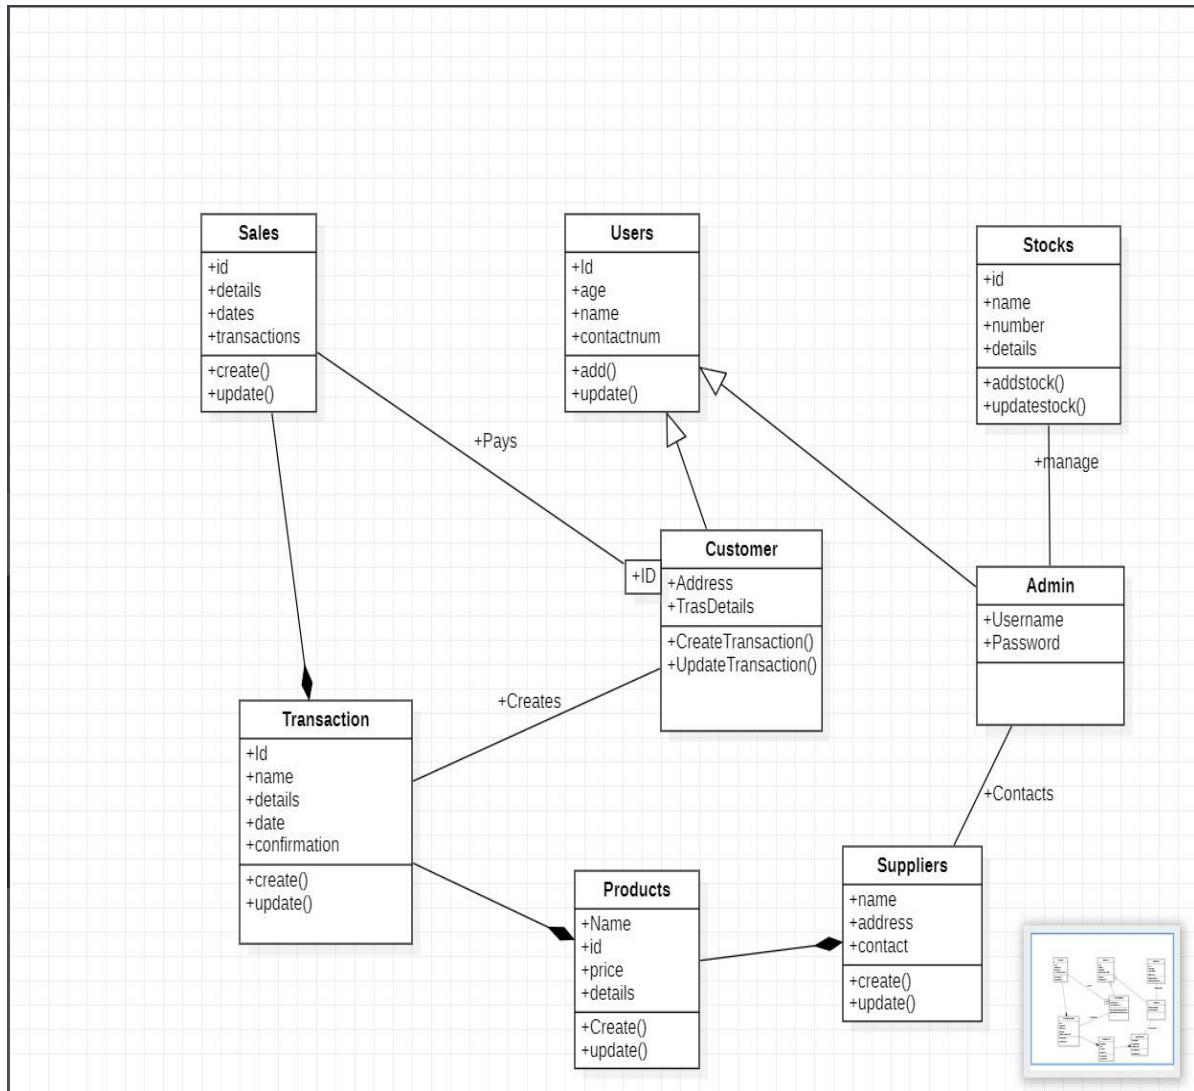 Sales
+id
+details
+dates
+transactions
+create()
+update()
Users
+Id
+age
+name
+contactnum
+add()
+update()
Stocks
+id
+name
+number
+details
+addstock()
+updatestock()
+Pays
+manage
+ID
Customer
+Address
+TrasDetails
+CreateTransaction()
+UpdateTransaction()
Admin
+Username
+Password
+Creates
Transaction
+Id
+name
+details
+date
+confirmation
+create()
+update()
+Contacts
Products
+Name
+id
+price
+details
+Create()
+update()
Suppliers
+name
+address
+contact
+create()
+update()